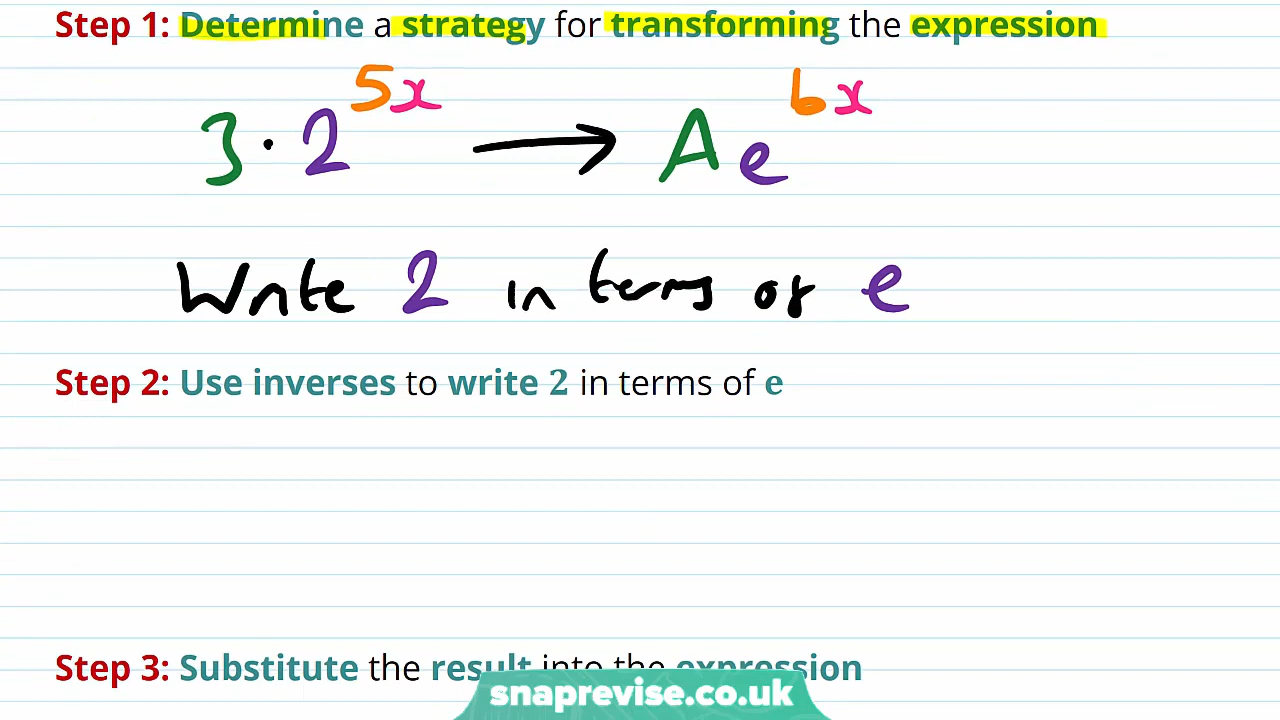 Step 1: Determine a strategy for transforming the expression
3 · 2^5x → Ae^bx
Write 2 in terms of e
Step 2: Use inverses to write 2 in terms of e
Step 3: Substitute the result into the expression
snaprevise.co.uk